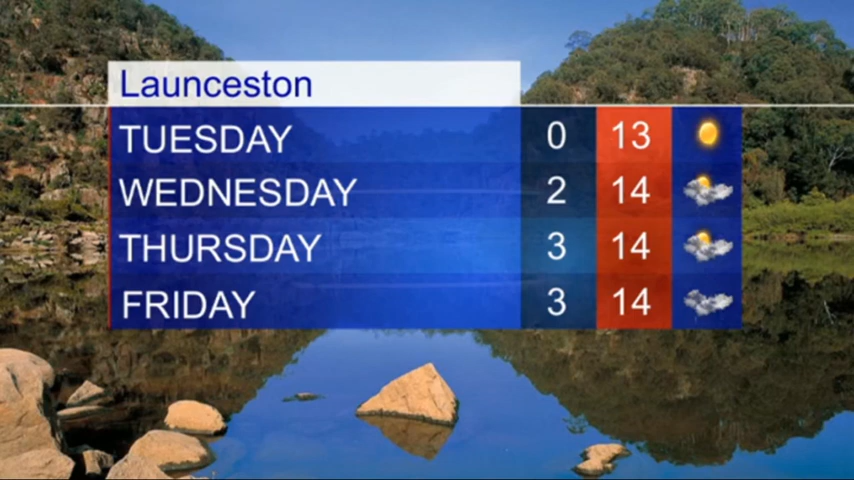 Launceston
TUESDAY 0 13
WEDNESDAY 2 14
THURSDAY 3 14
FRIDAY 3 14